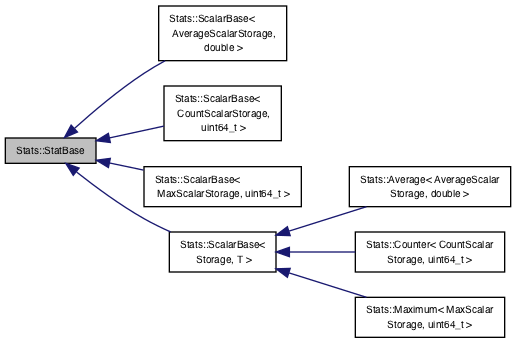 Stats::ScalarBase<
AverageScalarStorage,
double >
Stats::ScalarBase<
CountScalarStorage,
uint64_t >
Stats::StatBase
Stats::ScalarBase<
MaxScalarStorage, uint64_t >
Stats::Average< AverageScalar
Storage, double >
Stats::ScalarBase<
Storage, T >
Stats::Counter< CountScalar
Storage, uint64_t >
Stats::Maximum< MaxScalar
Storage, uint64_t >